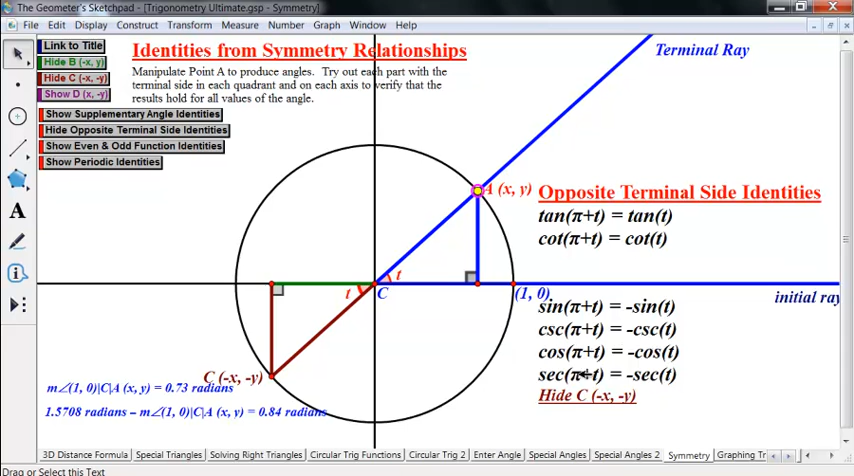 The Geometer's Sketchpad - [Trigonometry Ultimate.gsp - Symmetry]
File Edit Display Construct Transform Measure Number Graph Window Help
Link to Title
Hide B (-x, y)
Hide C (-x, -y)
Show D (x, -y)
Identities from Symmetry Relationships
Manipulate Point A to produce angles. Try out each part with the
terminal side in each quadrant and on each axis to verify that the
results hold for all values of the angle.
Show Supplementary Angle Identities
Hide Opposite Terminal Side Identities
Show Even & Odd Function Identities
Show Periodic Identities
Terminal Ray
A (x, y)
Opposite Terminal Side Identities
tan(π+t) = tan(t)
cot(π+t) = cot(t)
t
t
C
(1, 0)
initial ray
sin(π+t) = -sin(t)
csc(π+t) = -csc(t)
cos(π+t) = -cos(t)
sec(π+t) = -sec(t)
Hide C (-x, -y)
C (-x, -y)
m∠(1, 0)|C|A (x, y) = 0.73 radians
1.5708 radians – m∠(1, 0)|C|A (x, y) = 0.84 radians
3D Distance Formula Special Triangles Solving Right Triangles Circular Trig Functions Circular Trig 2 Enter Angle Special Angles Special Angles 2 Symmetry Graphing Tr
Drag or Select this Text